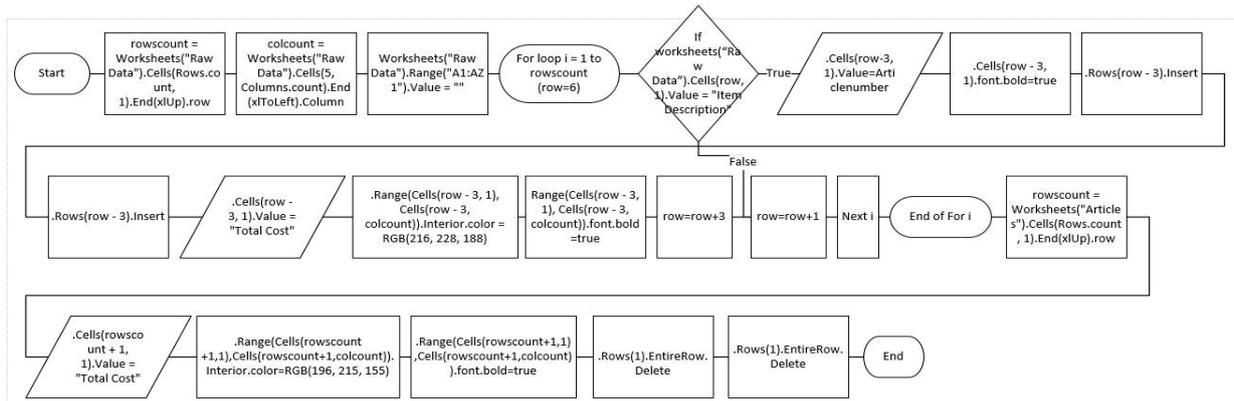 Start
rowscount =
Worksheets("Raw
Data").Cells(Rows.co
unt,
1).End(xlUp).row
colcount =
Worksheets("Raw
Data").Cells(5,
Columns.count).End
(xlToLeft).Column
Worksheets("Raw
Data").Range("A1:AZ
1").Value = ""
For loop i = 1 to
rowscount
(row=6)
If
worksheets("Ra
w
Data").Cells(row,
1).Value = "Item
Description"
True
.Cells(row-3,
1).Value=Arti
clenumber
.Cells(row - 3,
1).font.bold=true
.Rows(row - 3).Insert
False
.Rows(row - 3).Insert
.Cells(row -
3, 1).Value =
"Total Cost"
.Range(Cells(row - 3, 1),
Cells(row - 3,
colcount)).Interior.color =
RGB(216, 228, 188)
Range(Cells(row - 3,
1), Cells(row - 3,
colcount)).font.bold
=true
row=row+3
row=row+1
Next i
End of For i
rowscount =
Worksheets("Article
s").Cells(Rows.count
, 1).End(xlUp).row
.Cells(rowsco
unt + 1,
1).Value =
"Total Cost"
.Range(Cells(rowscount
+1,1),Cells(rowscount+1,colcount)).
Interior.color=RGB(196, 215, 155)
.Range(Cells(rowscount+1,1)
,Cells(rowscount+1,colcount)
).font.bold=true
.Rows(1).EntireRow.
Delete
.Rows(1).EntireRow.
Delete
End